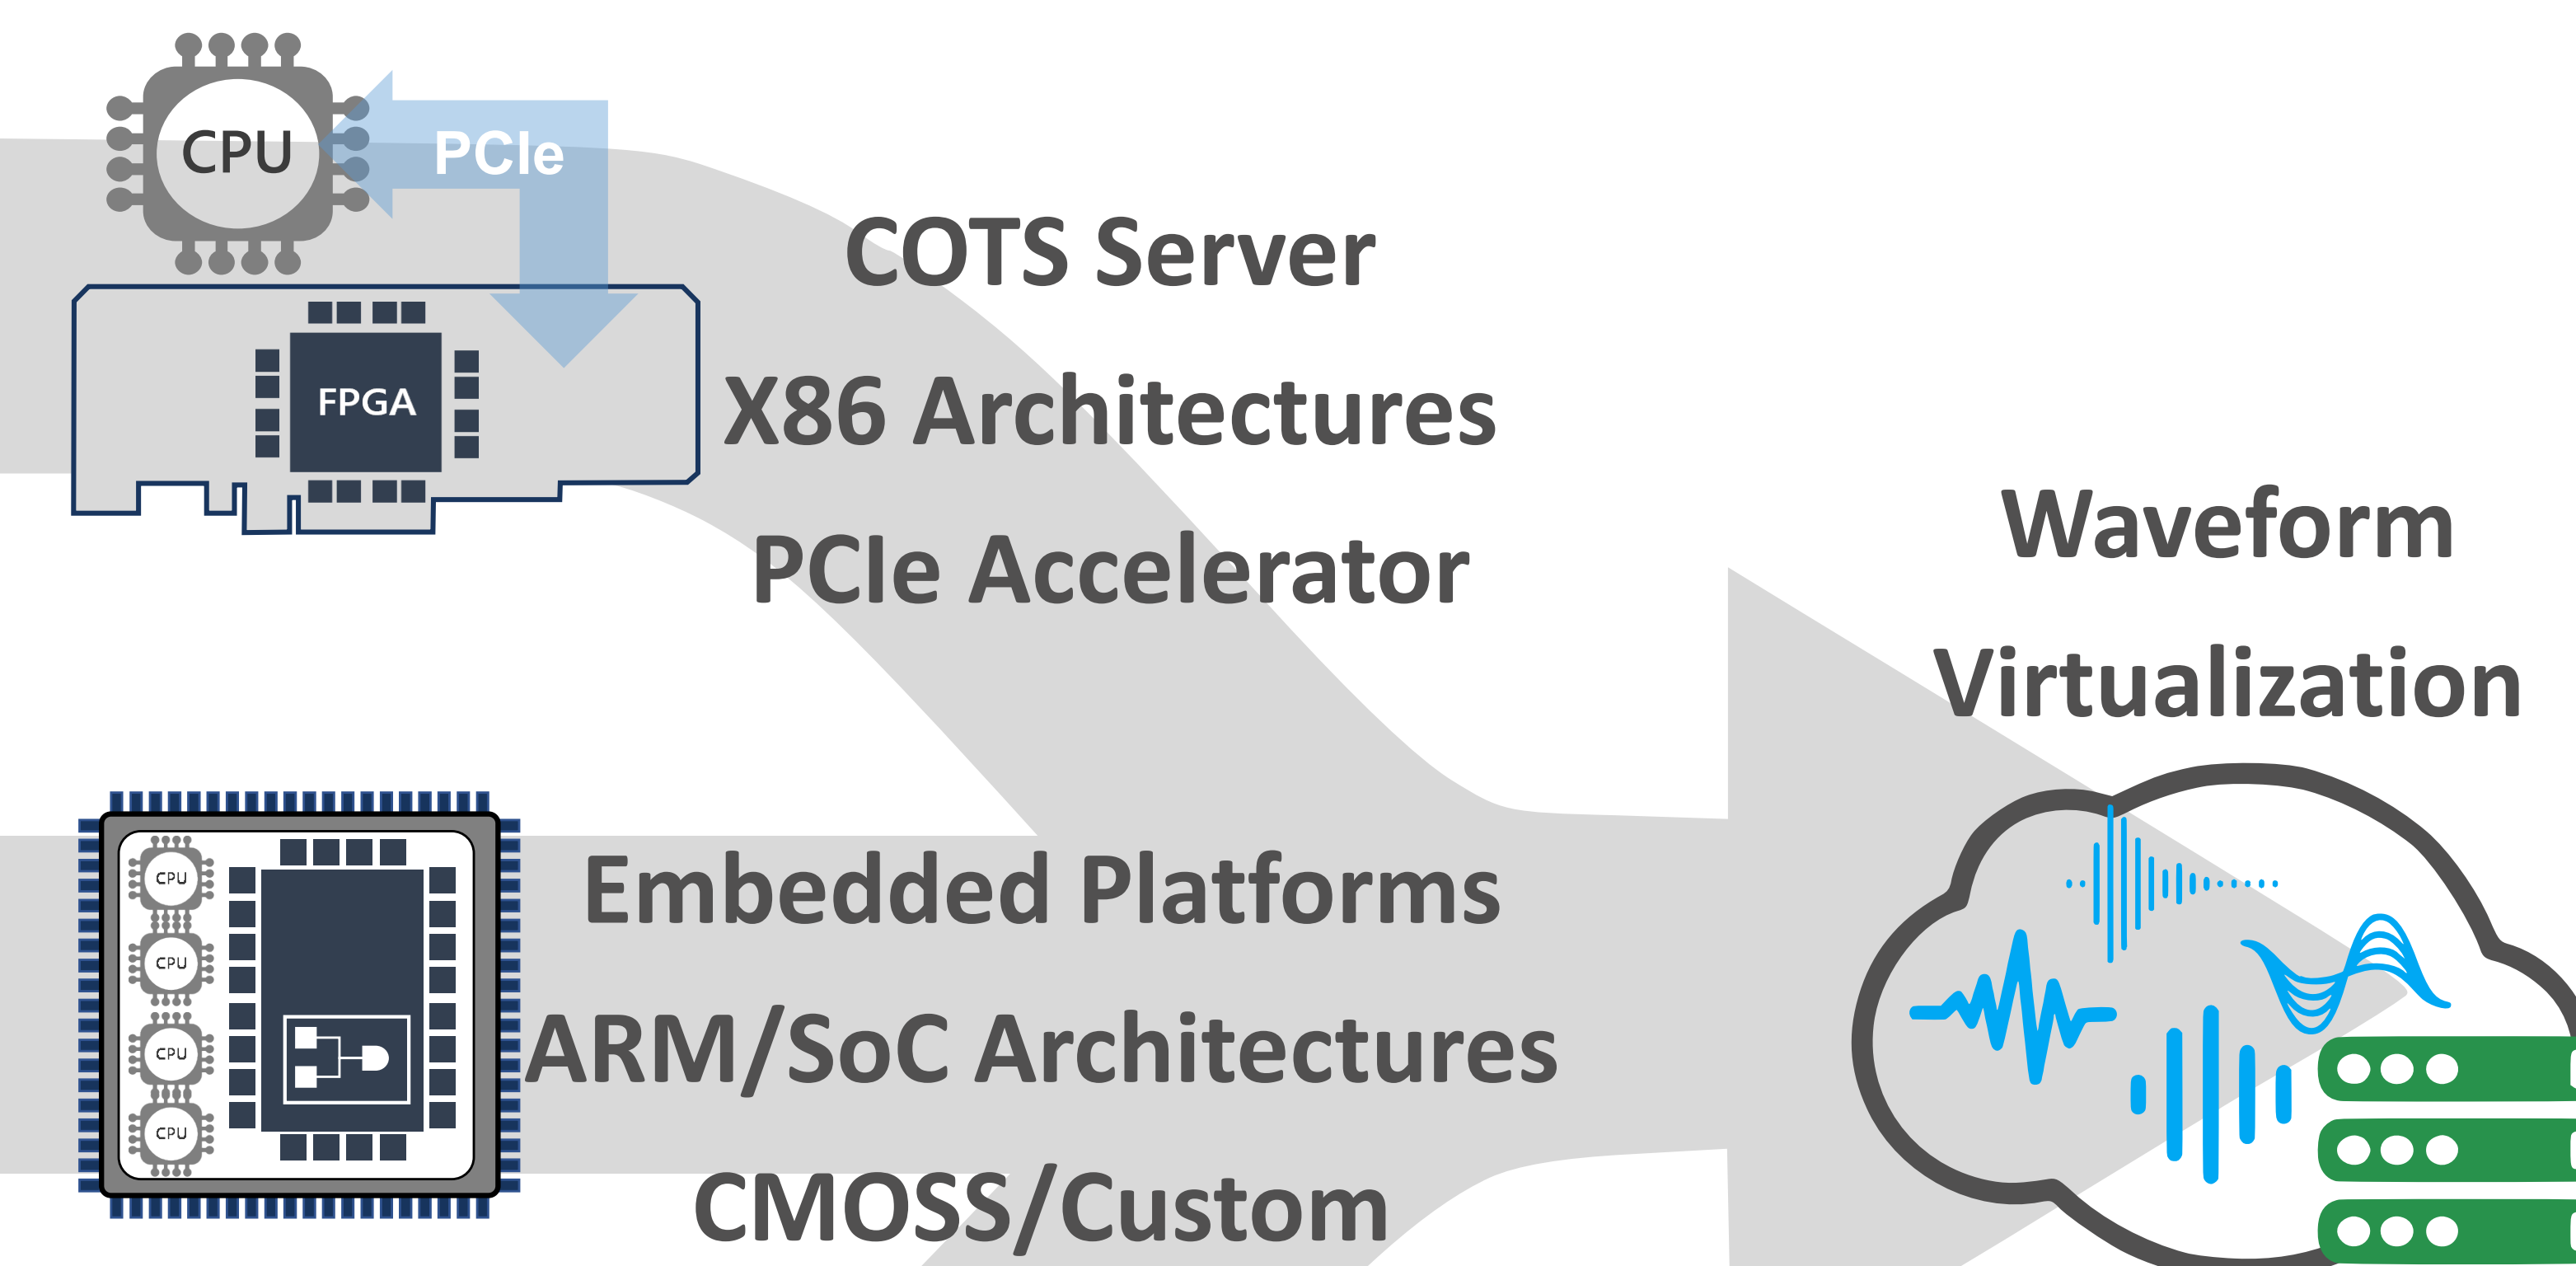 CPU
PCIe
FPGA
COTS Server
X86 Architectures
PCIe Accelerator
Waveform
Virtualization
CPU
CPU
CPU
CPU
Embedded Platforms
ARM/SoC Architectures
CMOSS/Custom